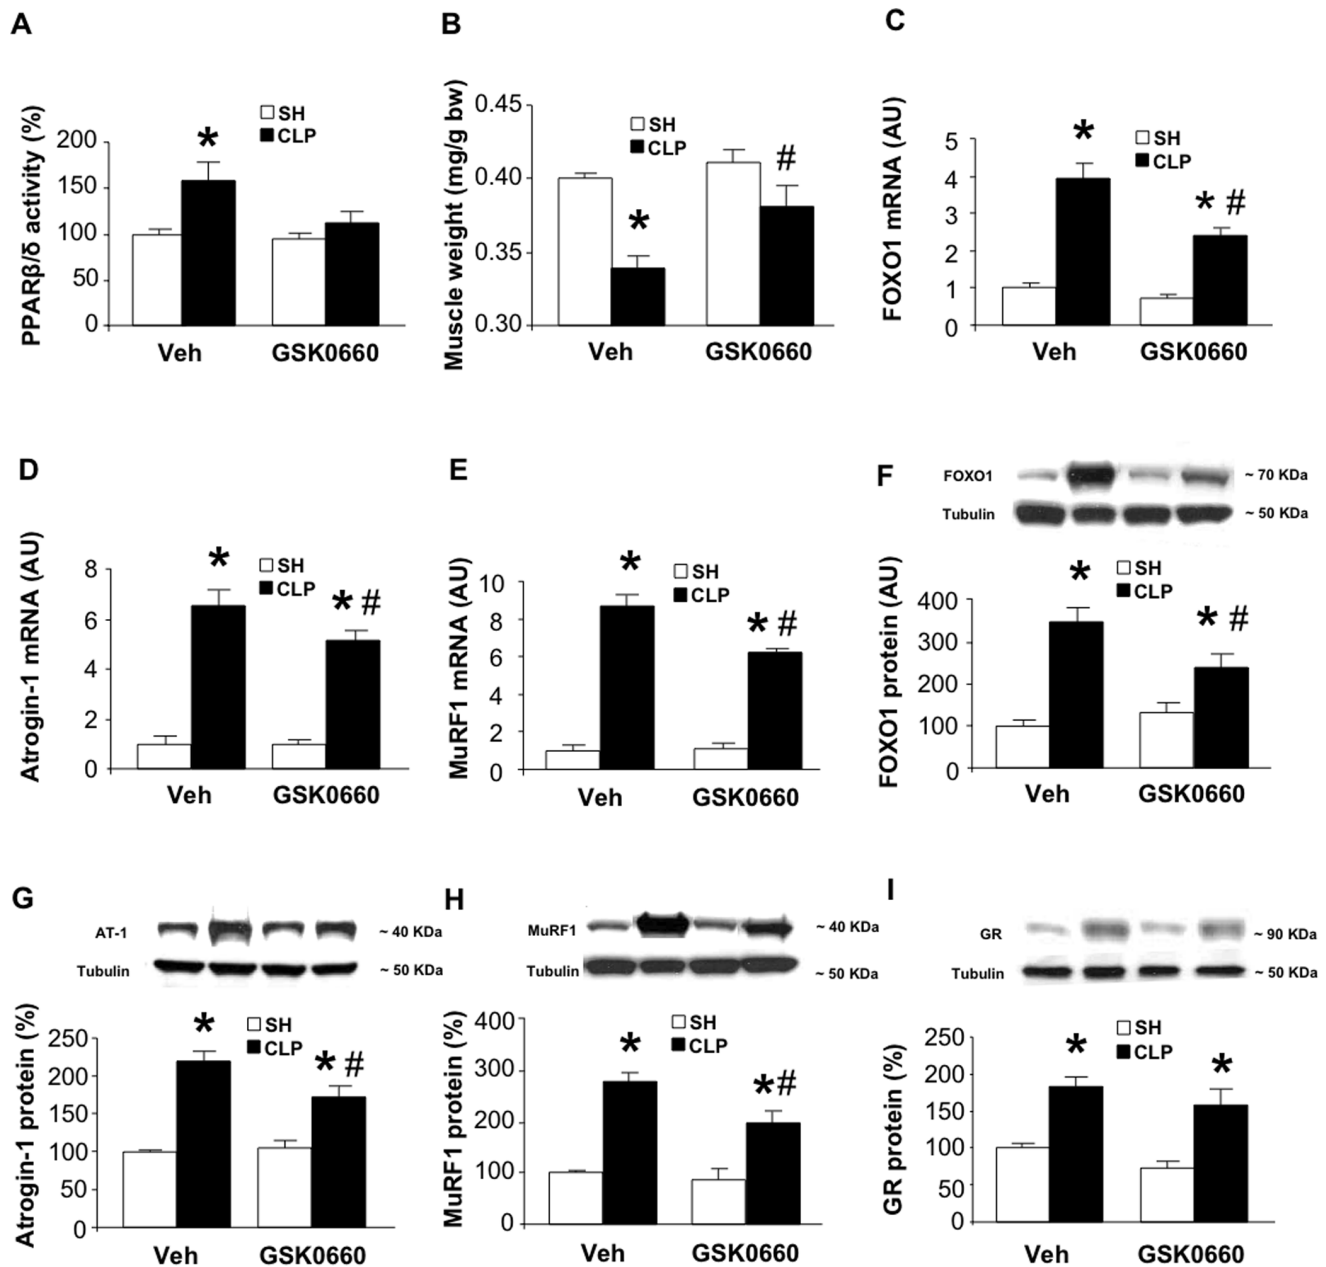 A
PPARβ/δ activity (%)
200
150
100
50
0
SH
CLP
*
Veh
GSK0660
B
Muscle weight (mg/g bw)
0.45
0.40
0.35
0.30
SH
CLP
*
#
Veh
GSK0660
C
FOXO1 mRNA (AU)
5
4
3
2
1
0
SH
CLP
*
* #
Veh
GSK0660
D
Atrogin-1 mRNA (AU)
8
6
4
2
0
SH
CLP
*
* #
Veh
GSK0660
E
MuRF1 mRNA (AU)
10
8
6
4
2
0
SH
CLP
*
* #
Veh
GSK0660
F
FOXO1
~ 70 KDa
Tubulin
~ 50 KDa
FOXO1 protein (AU)
400
300
200
100
0
SH
CLP
*
* #
Veh
GSK0660
G
AT-1
~ 40 KDa
Tubulin
~ 50 KDa
Atrogin-1 protein (%)
250
200
150
100
50
0
SH
CLP
*
* #
Veh
GSK0660
H
MuRF1
~ 40 KDa
Tubulin
~ 50 KDa
MuRF1 protein (%)
400
300
200
100
0
SH
CLP
*
*#
Veh
GSK0660
I
GR
~ 90 KDa
Tubulin
~ 50 KDa
GR protein (%)
250
200
150
100
50
0
SH
CLP
*
*
Veh
GSK0660